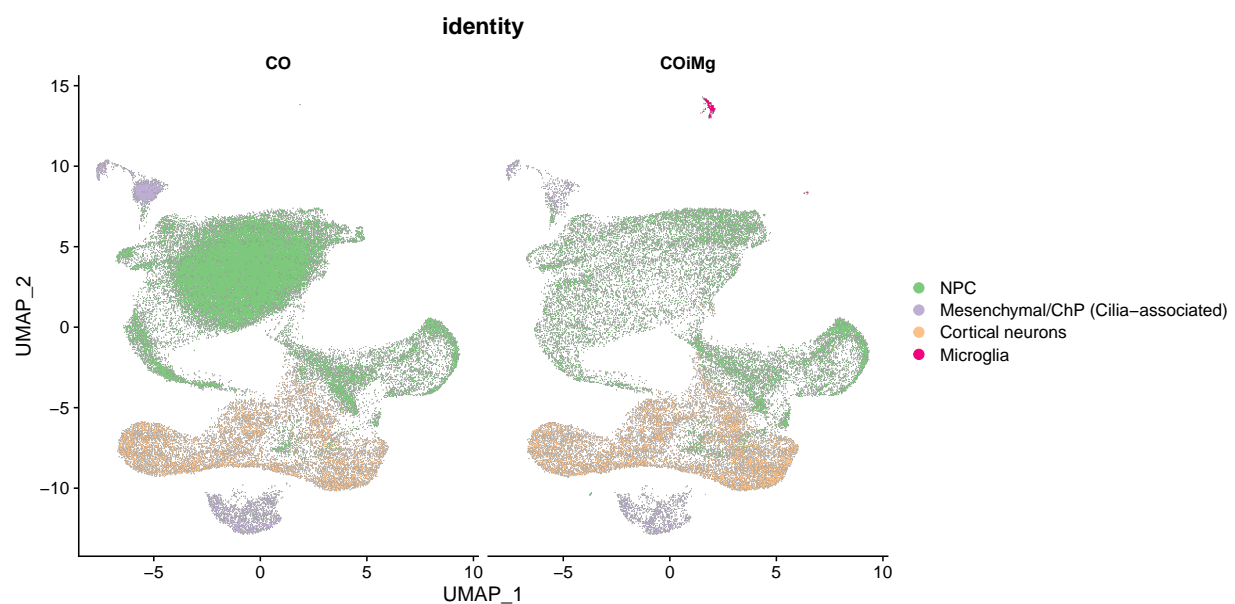 identity
CO
COiMg
15
10
5
0
−5
−10
UMAP_2
−5
0
5
10
−5
0
5
10
UMAP_1
NPC
Mesenchymal/ChP (Cilia−associated)
Cortical neurons
Microglia